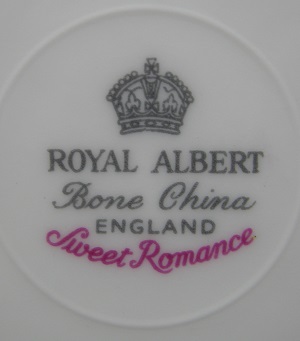 ROYAL ALBERT
Bone China
ENGLAND
Sweet Romance